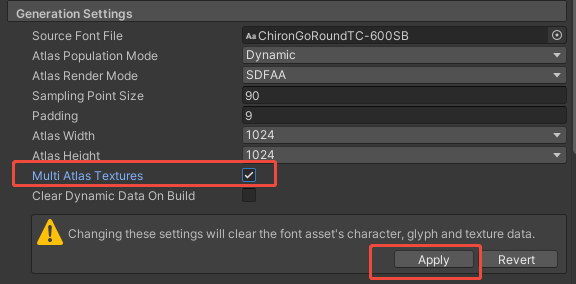 Generation Settings
Source Font File
Aa ChironGoRoundTC-600SB
Atlas Population Mode
Dynamic
Atlas Render Mode
SDFAA
Sampling Point Size
90
Padding
9
Atlas Width
1024
Atlas Height
1024
Multi Atlas Textures
Clear Dynamic Data On Build
Changing these settings will clear the font asset's character, glyph and texture data.
Apply
Revert